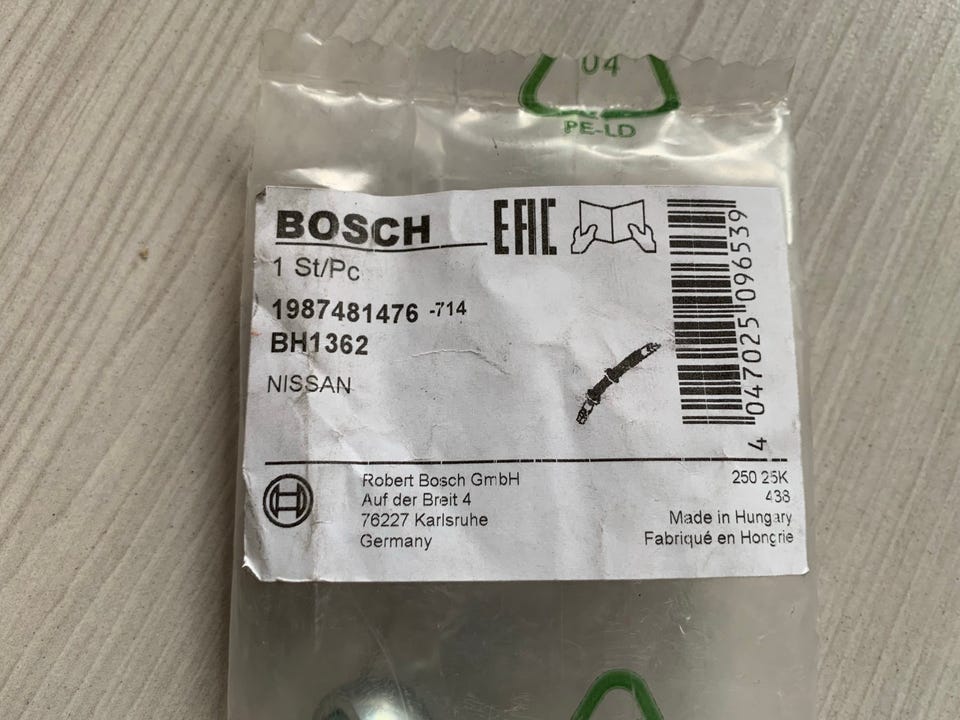 04
PE-LD
BOSCH
EAC
1 St/Pc
1987481476 -714
BH1362
NISSAN
4 047025 096539
Robert Bosch GmbH
Auf der Breit 4
76227 Karlsruhe
Germany
250 25K
438
Made in Hungary
Fabriqué en Hongrie